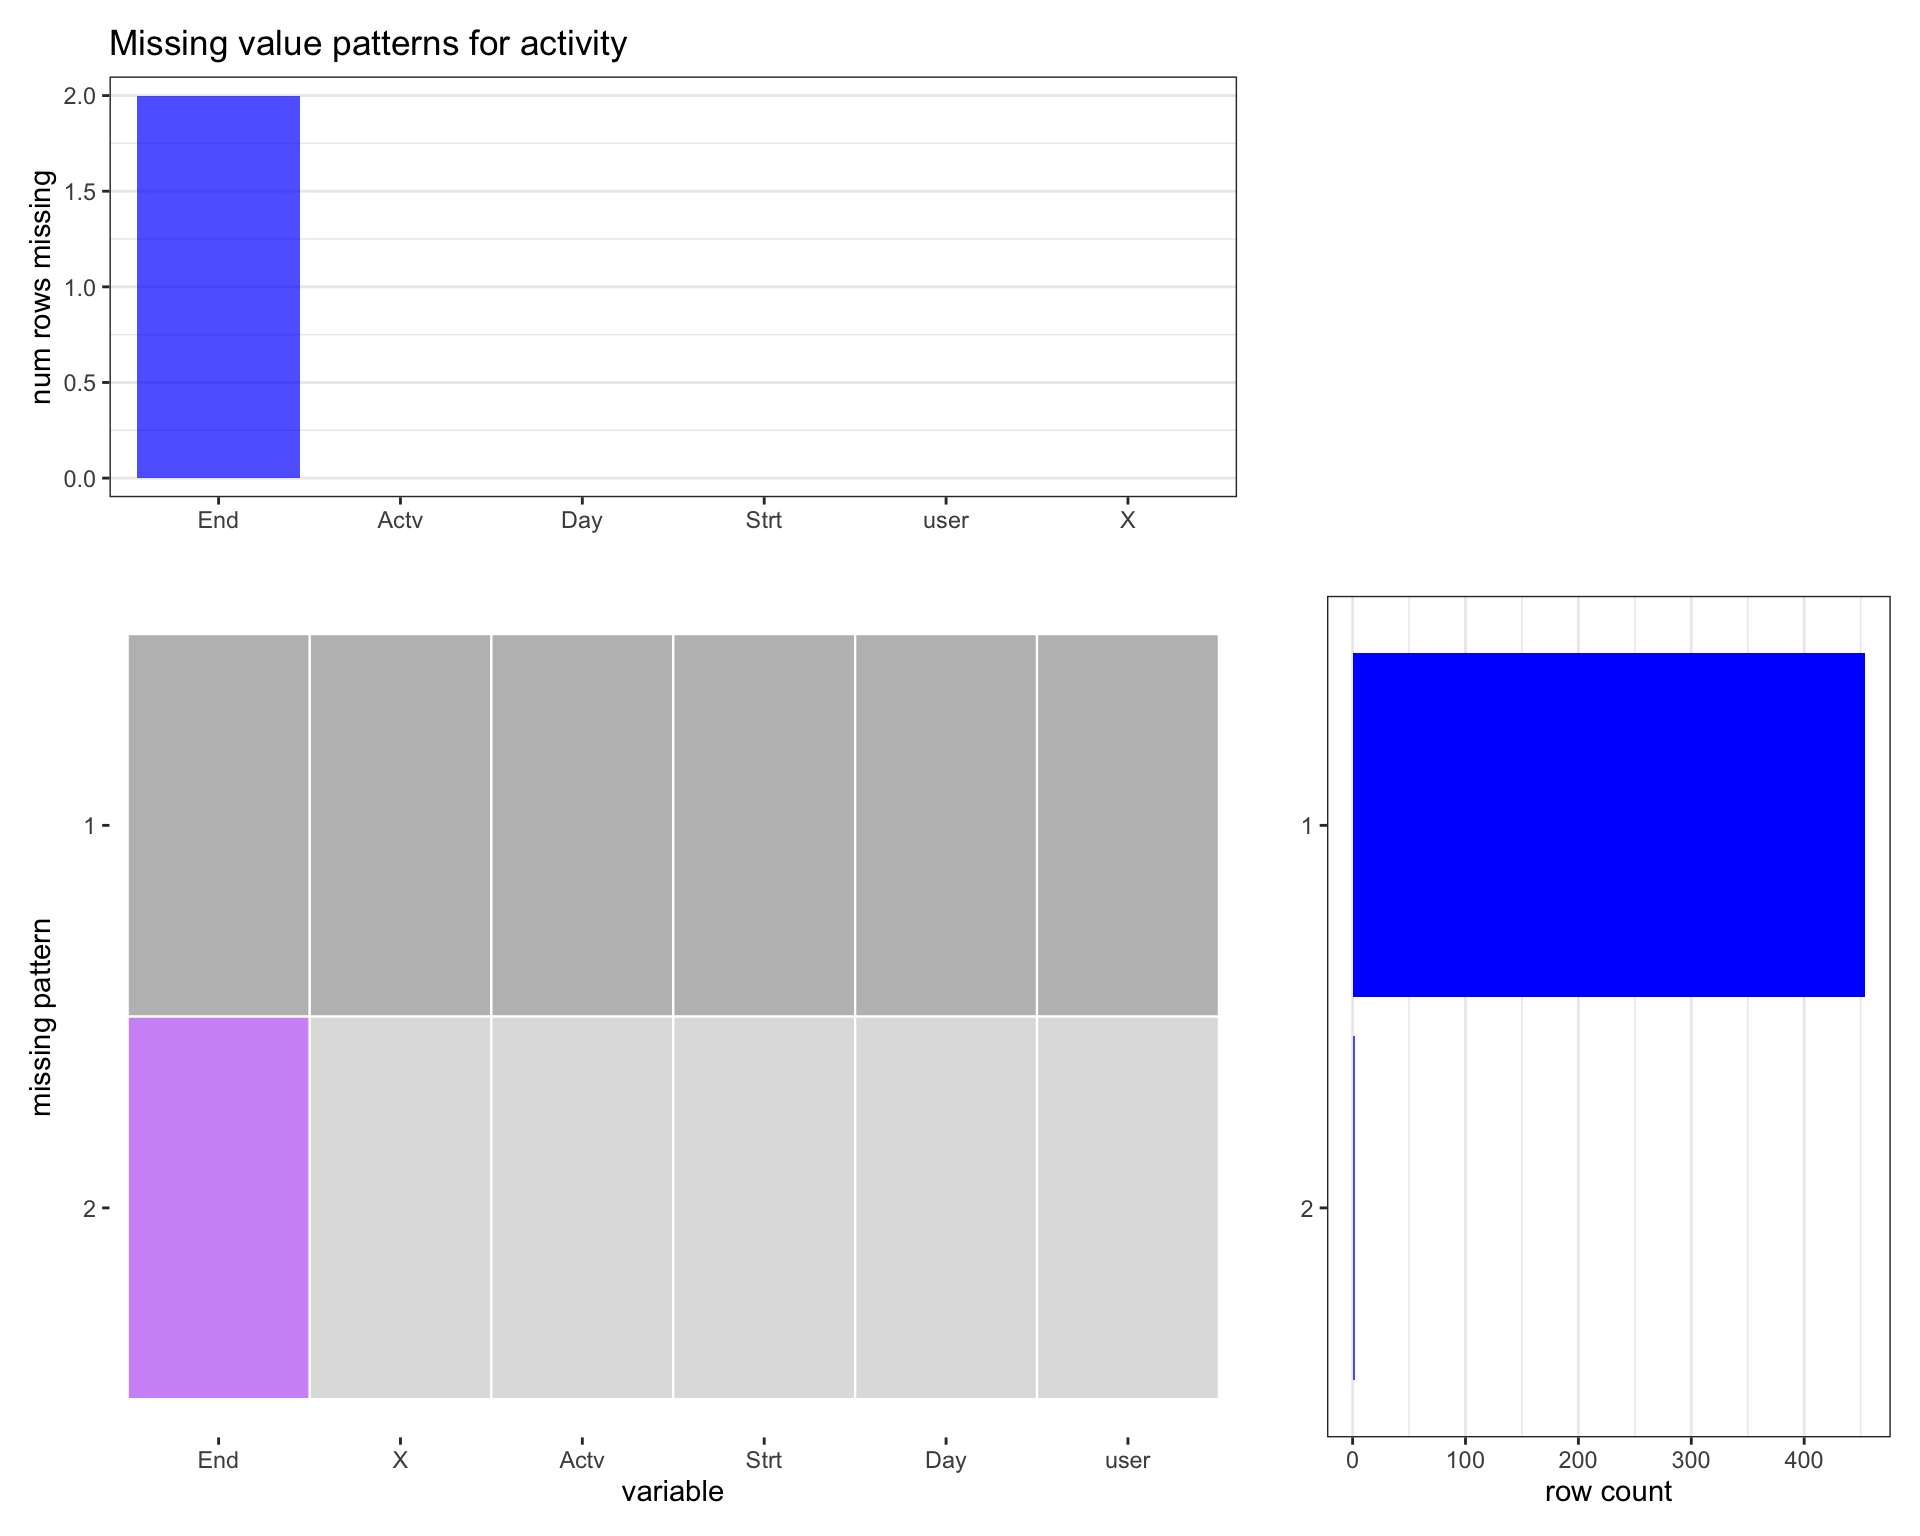 Missing value patterns for activity
num rows missing
2.0
1.5
1.0
0.5
0.0
End Actv Day Strt user X
missing pattern
1
2
End X Actv Strt Day user
variable
1
2
0 100 200 300 400
row count